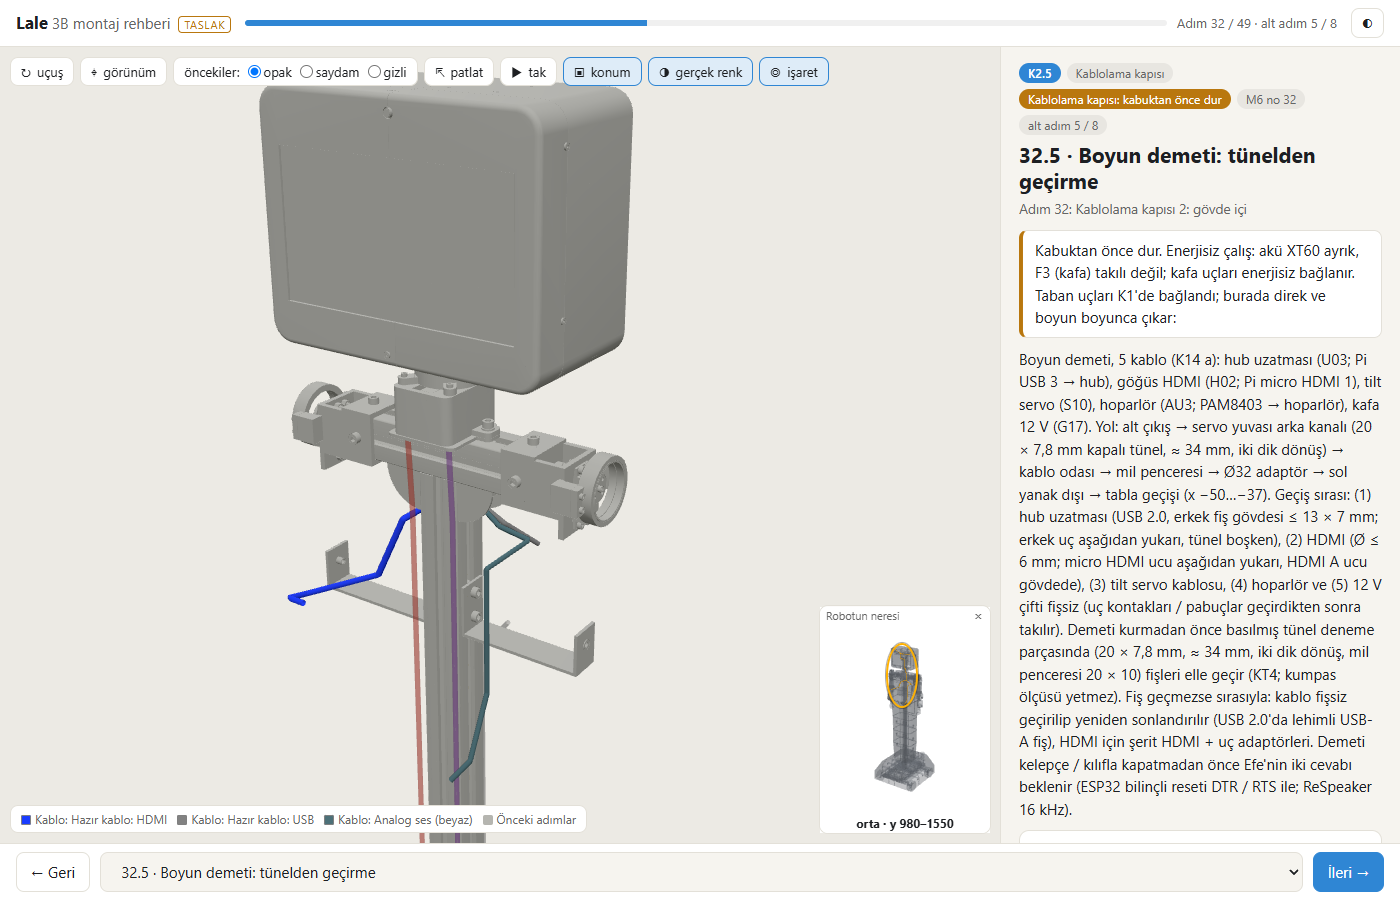 Lale 3B montaj rehberi TASLAK
Adım 32 / 49 · alt adım 5 / 8
uçuş
görünüm
öncekiler: opak saydam gizli
patlat
tak
konum
gerçek renk
işaret
K2.5 Kablolama kapısı
Kablolama kapısı: kabuktan önce dur M6 no 32
alt adım 5 / 8
32.5 · Boyun demeti: tünelden
geçirme
Adım 32: Kablolama kapısı 2: gövde içi
Kabuktan önce dur. Enerjisiz çalış: akü XT60 ayrık,
F3 (kafa) takılı değil; kafa uçları enerjisiz bağlanır.
Taban uçları K1'de bağlandı; burada direk ve
boyun boyunca çıkar:
Boyun demeti, 5 kablo (K14 a): hub uzatması (U03; Pi
USB 3 → hub), göğüs HDMI (H02; Pi micro HDMI 1), tilt
servo (S10), hoparlör (AU3; PAM8403 → hoparlör), kafa
12 V (G17). Yol: alt çıkış → servo yuvası arka kanalı (20
× 7,8 mm kapalı tünel, ≈ 34 mm, iki dik dönüş) →
kablo odası → mil penceresi → Ø32 adaptör → sol
yanak dışı → tabla geçişi (x −50…−37). Geçiş sırası: (1)
hub uzatması (USB 2.0, erkek fiş gövdesi ≤ 13 × 7 mm;
erkek uç aşağıdan yukarı, tünel boşken), (2) HDMI (Ø ≤
6 mm; micro HDMI ucu aşağıdan yukarı, HDMI A ucu
gövdede), (3) tilt servo kablosu, (4) hoparlör ve (5) 12 V
çifti fişsiz (uç kontakları / pabuçlar geçirdikten sonra
takılır). Demeti kurmadan önce basılmış tünel deneme
parçasında (20 × 7,8 mm, ≈ 34 mm, iki dik dönüş, mil
penceresi 20 × 10) fişleri elle geçir (KT4; kumpas
ölçüsü yetmez). Fiş geçmezse sırasıyla: kablo fişsiz
geçirilip yeniden sonlandırılır (USB 2.0'da lehimli USB-
A fiş), HDMI için şerit HDMI + uç adaptörleri. Demeti
kelepçe / kılıfla kapatmadan önce Efe'nin iki cevabı
beklenir (ESP32 bilinçli reseti DTR / RTS ile; ReSpeaker
16 kHz).
Robotun neresi ×
orta · y 980–1550
Kablo: Hazır kablo: HDMI Kablo: Hazır kablo: USB Kablo: Analog ses (beyaz) Önceki adımlar
← Geri
32.5 · Boyun demeti: tünelden geçirme
İleri →